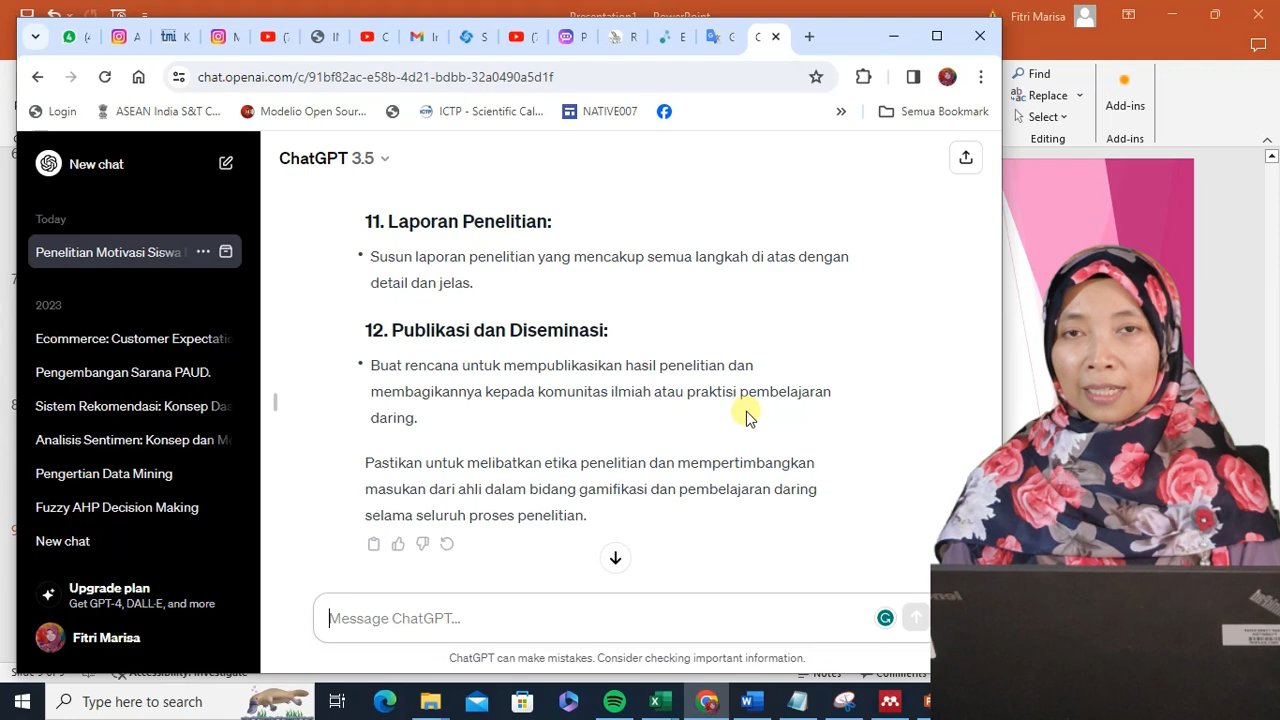 Presentation1 - PowerPoint
Fitri Marisa
chat.openai.com/c/91bf82ac-e58b-4d21-bdbb-32a0490a5d1f
Login
ASEAN India S&T C...
Modelio Open Sour...
ICTP - Scientific Cal...
NATIVE007
Semua Bookmark
Find
Replace
Select
Editing
Add-ins
Add-ins
New chat
Today
Penelitian Motivasi Siswa
2023
Ecommerce: Customer Expectatio
Pengembangan Sarana PAUD.
Sistem Rekomendasi: Konsep Da
Analisis Sentimen: Konsep dan M
Pengertian Data Mining
Fuzzy AHP Decision Making
New chat
Upgrade plan
Get GPT-4, DALL·E, and more
Fitri Marisa
ChatGPT 3.5
11. Laporan Penelitian:
• Susun laporan penelitian yang mencakup semua langkah di atas dengan
detail dan jelas.
12. Publikasi dan Diseminasi:
• Buat rencana untuk mempublikasikan hasil penelitian dan
membagikannya kepada komunitas ilmiah atau praktisi pembelajaran
daring.
Pastikan untuk melibatkan etika penelitian dan mempertimbangkan
masukan dari ahli dalam bidang gamifikasi dan pembelajaran daring
selama seluruh proses penelitian.
Message ChatGPT...
ChatGPT can make mistakes. Consider checking important information.
Accessibility: Investigate
Notes
Comments
Type here to search